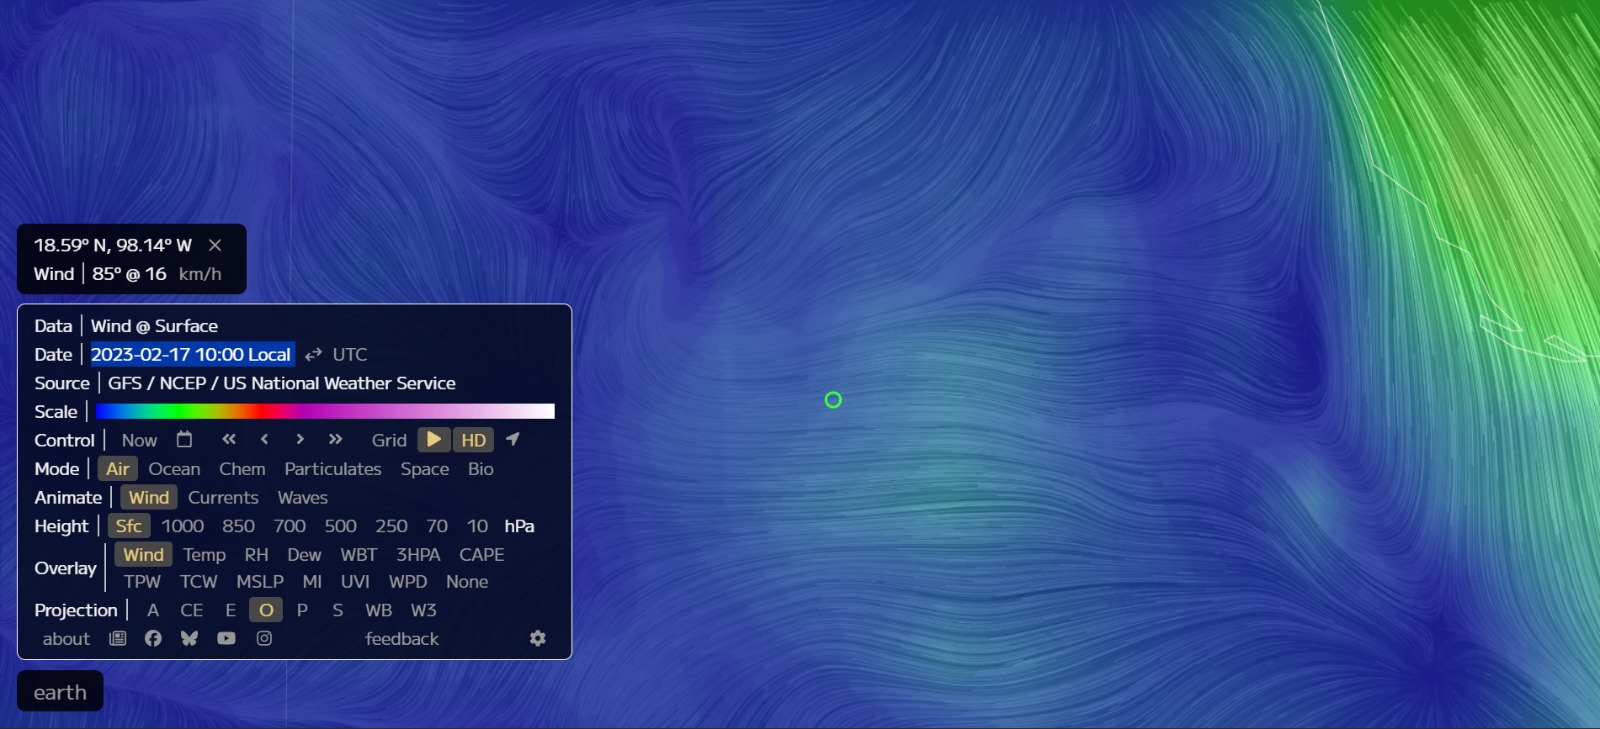 18.59° N, 98.14° W ×
Wind | 85° @ 16 km/h
Data | Wind @ Surface
Date | 2023-02-17 10:00 Local ⇄ UTC
Source | GFS / NCEP / US National Weather Service
Scale |
Control | Now « ‹ › » Grid HD
Mode | Air Ocean Chem Particulates Space Bio
Animate | Wind Currents Waves
Height | Sfc 1000 850 700 500 250 70 10 hPa
Overlay | Wind Temp RH Dew WBT 3HPA CAPE
TPW TCW MSLP MI UVI WPD None
Projection | A CE E O P S WB W3
about feedback
earth